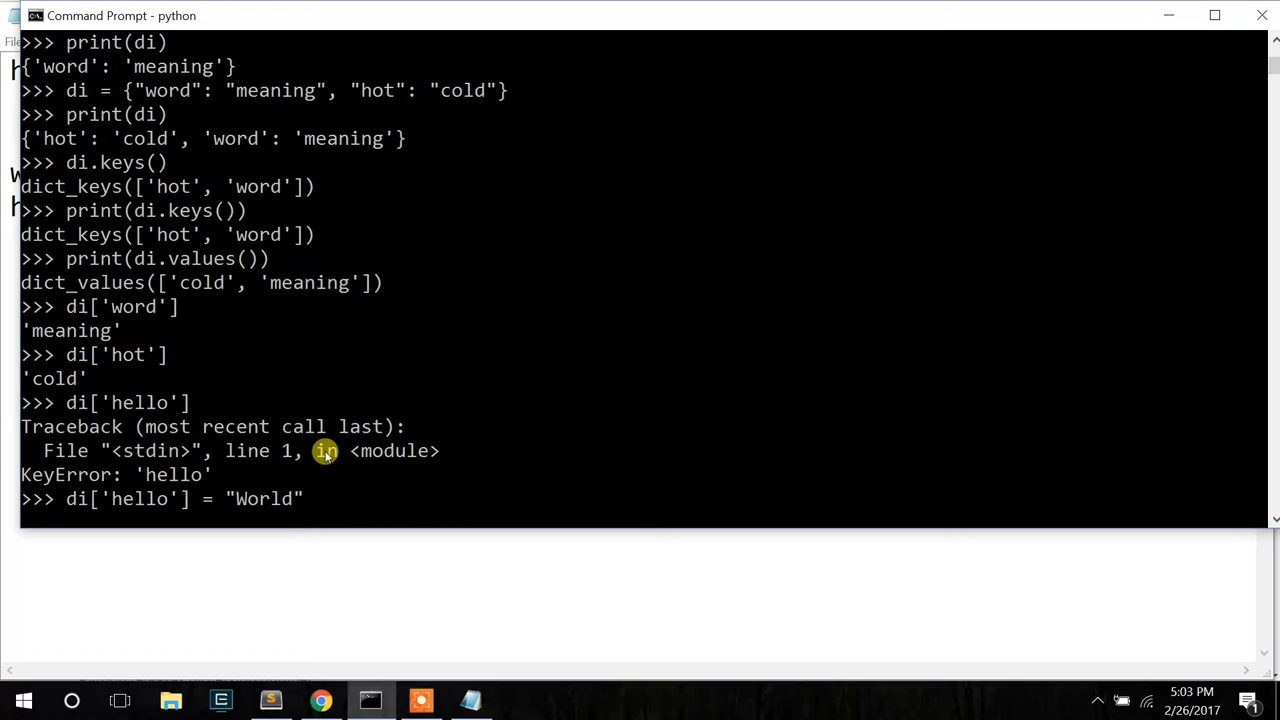 Command Prompt - python
File
>>> print(di)
{'word': 'meaning'}
>>> di = {"word": "meaning", "hot": "cold"}
>>> print(di)
{'hot': 'cold', 'word': 'meaning'}
>>> di.keys()
dict_keys(['hot', 'word'])
>>> print(di.keys())
dict_keys(['hot', 'word'])
>>> print(di.values())
dict_values(['cold', 'meaning'])
>>> di['word']
'meaning'
>>> di['hot']
'cold'
>>> di['hello']
Traceback (most recent call last):
File "<stdin>", line 1, in <module>
KeyError: 'hello'
>>> di['hello'] = "World"
5:03 PM
2/26/2017
1